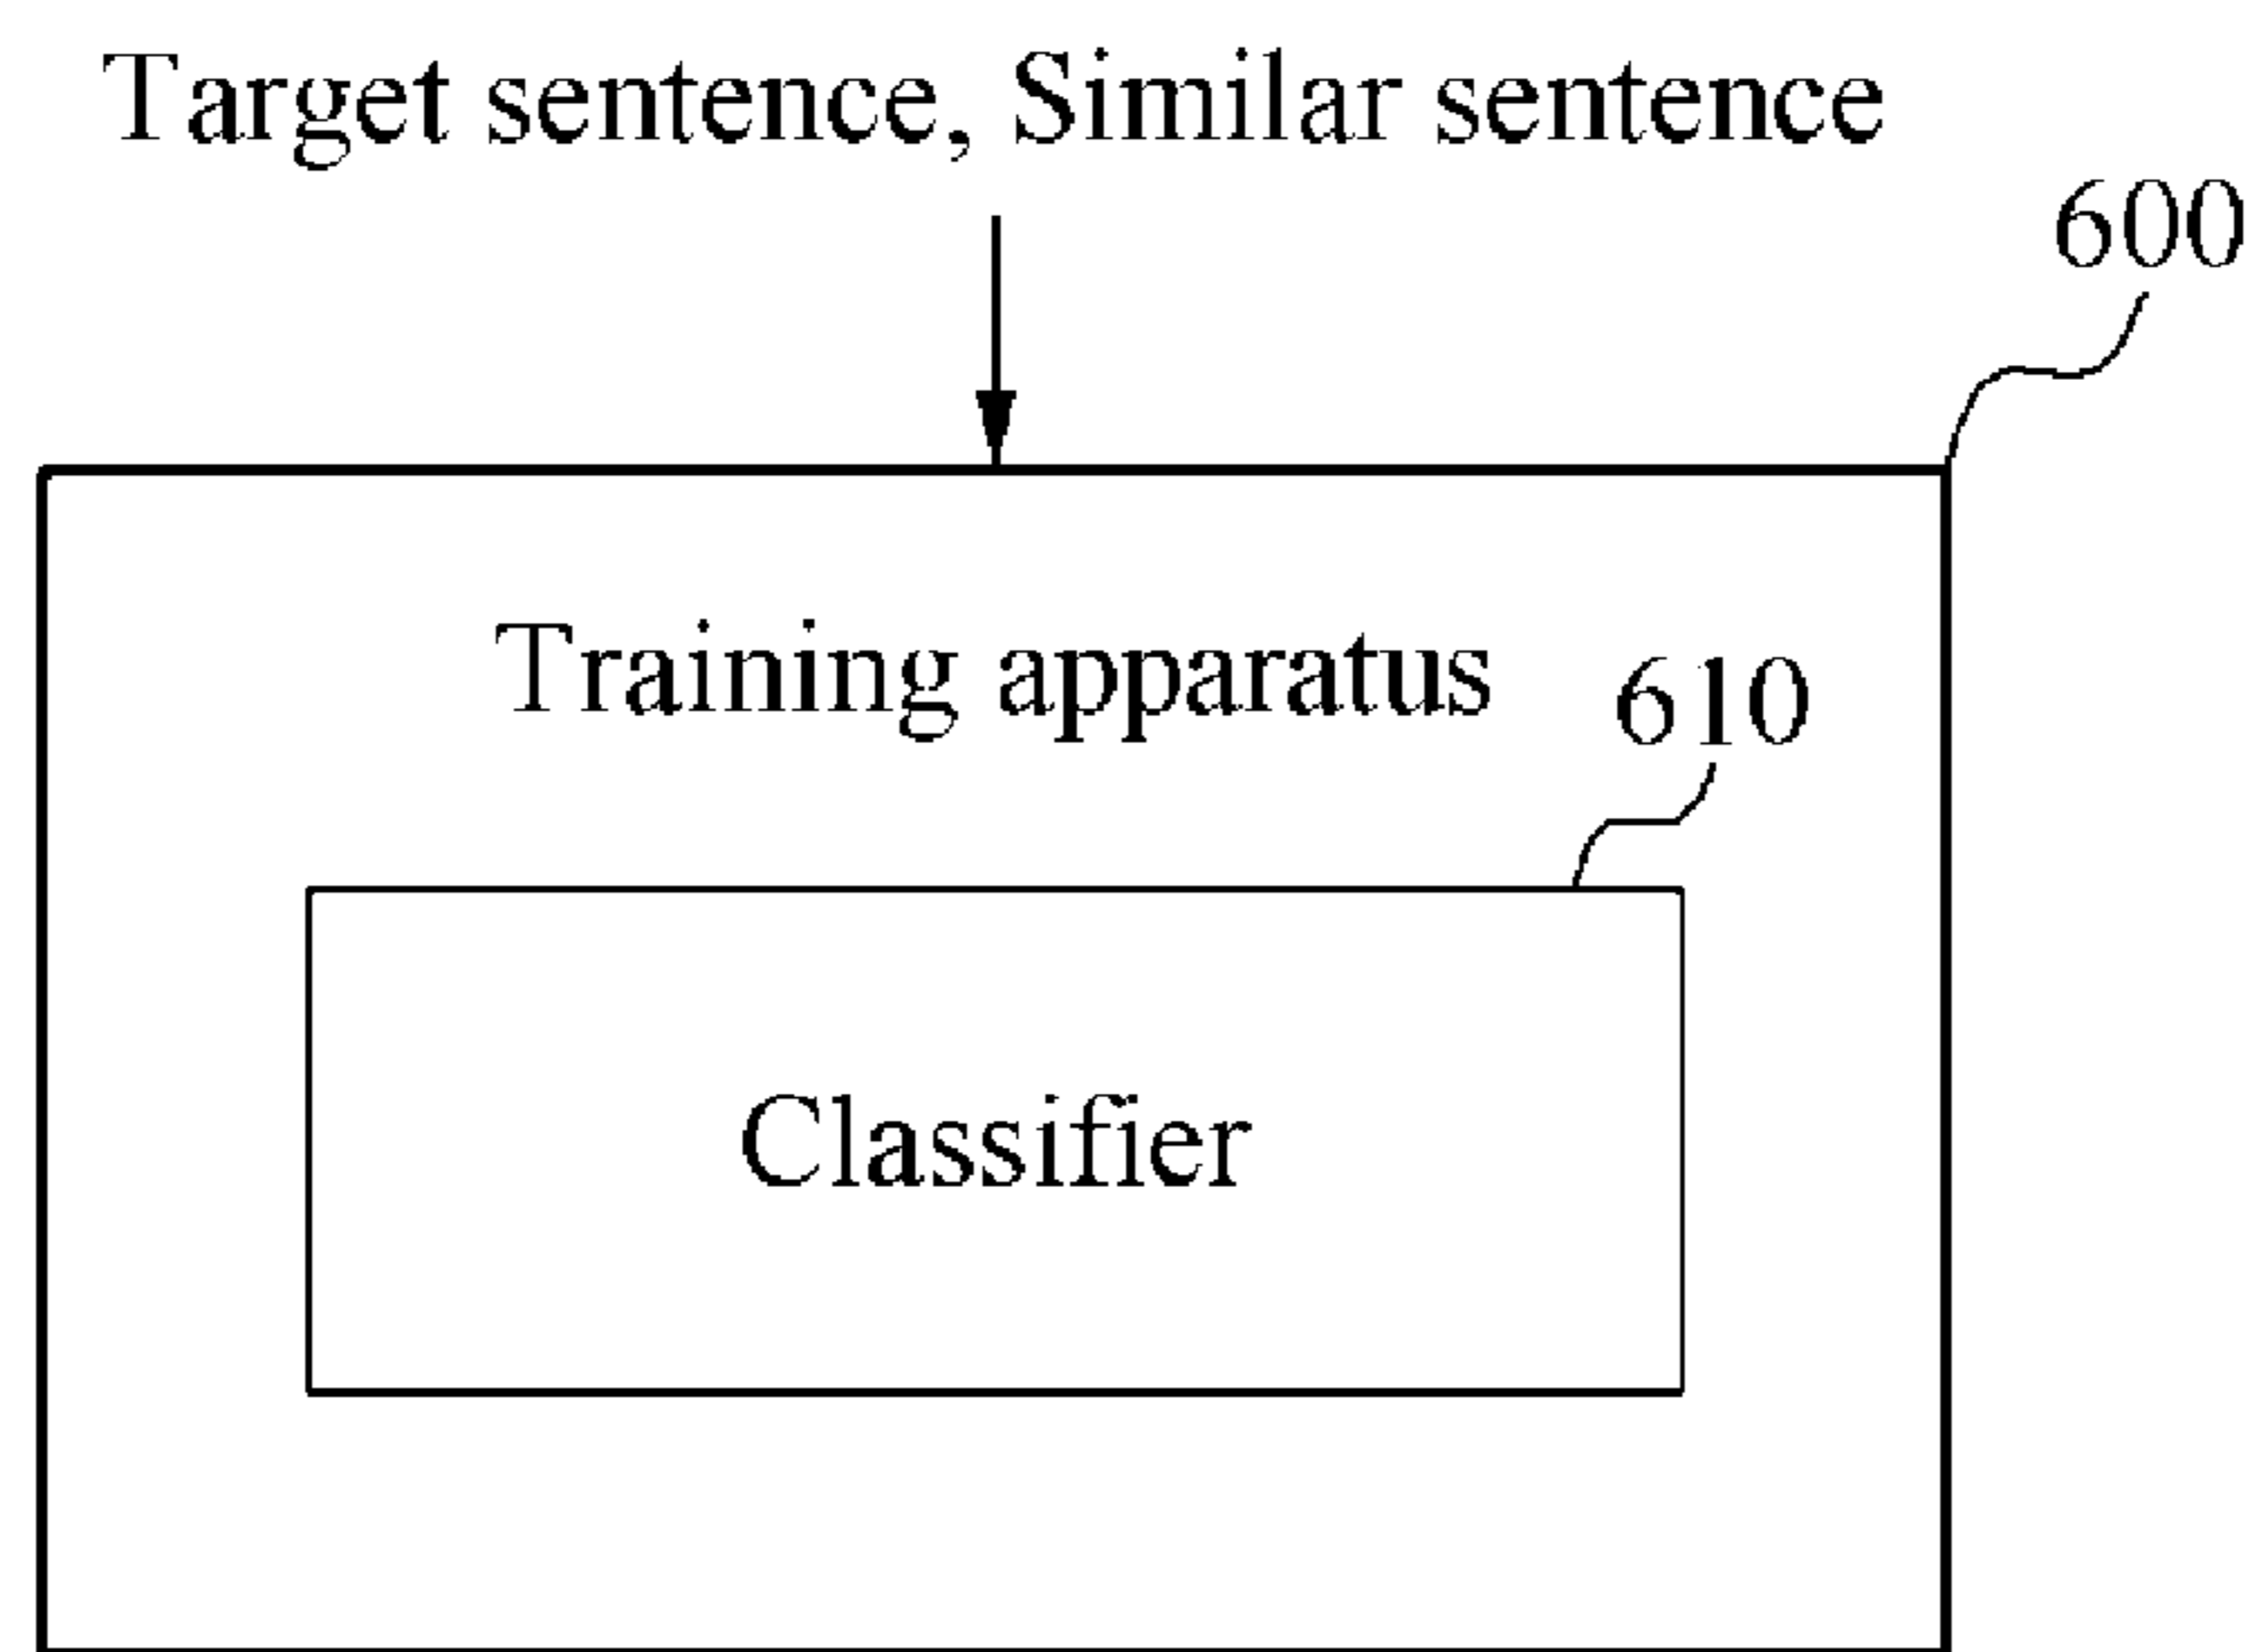 Target sentence, Similar sentence
600
Training apparatus
610
Classifier